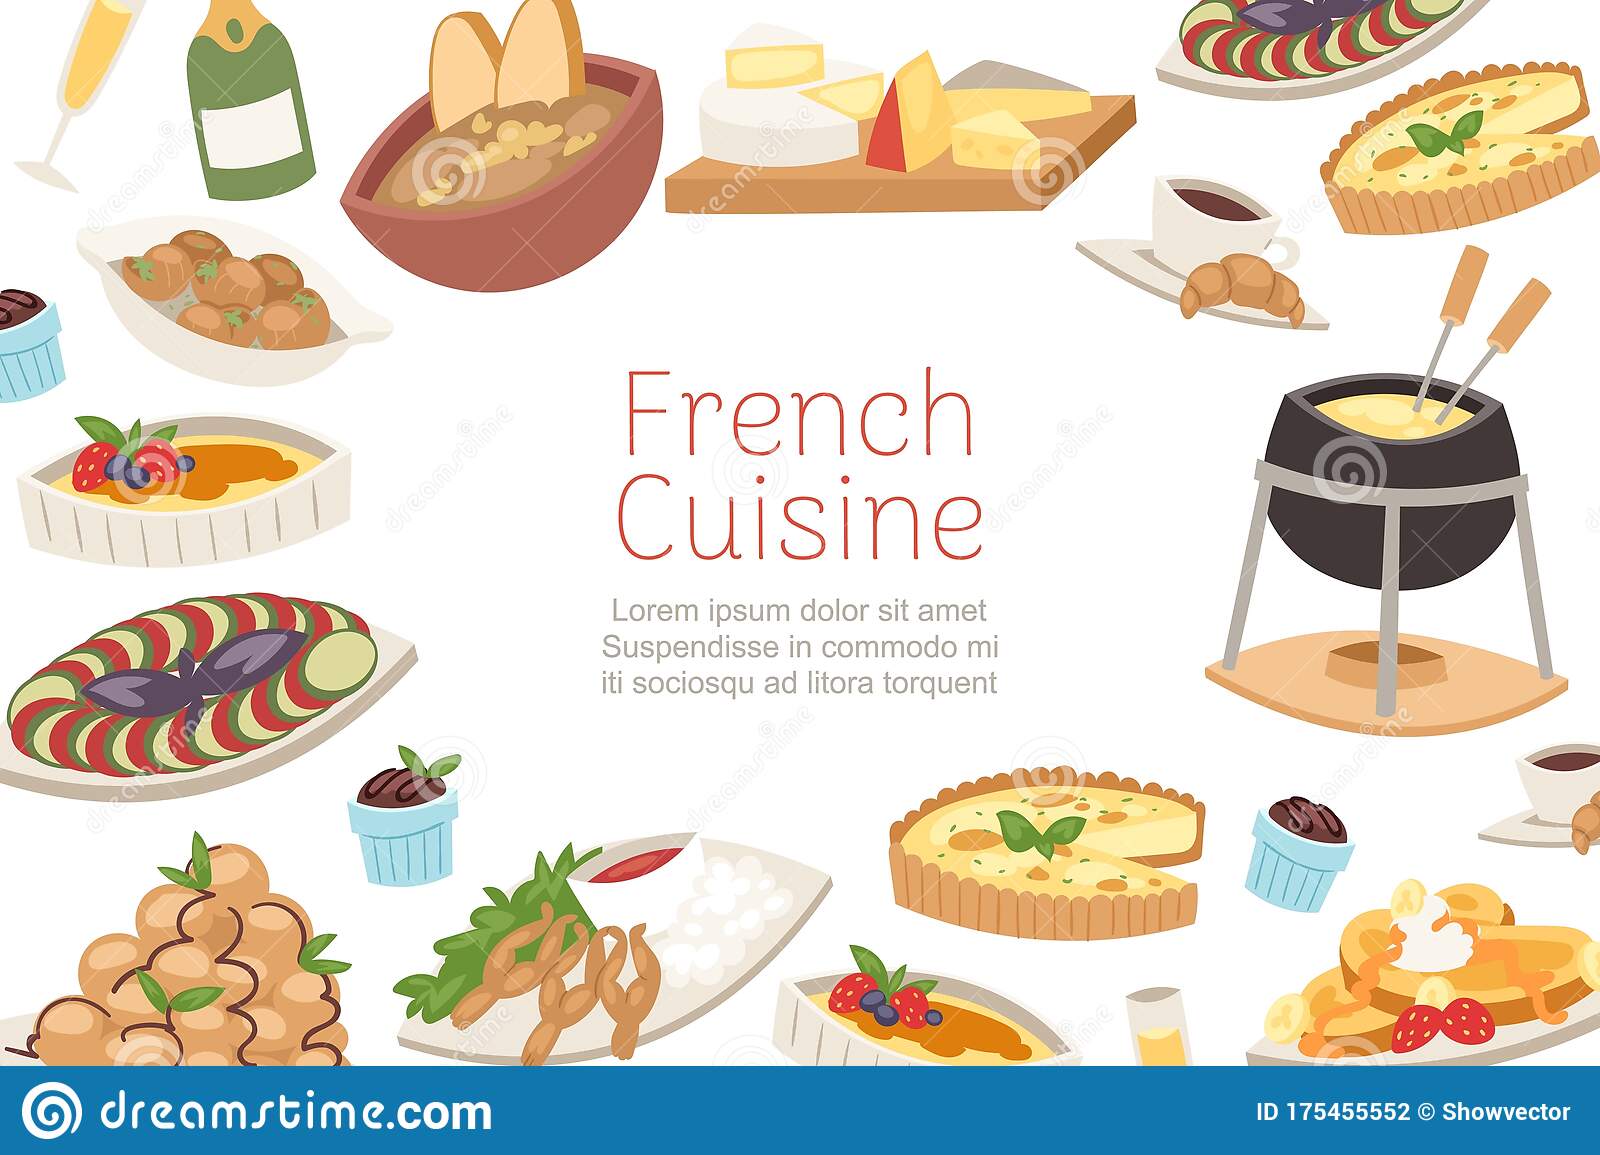 French
Cuisine
Lorem ipsum dolor sit amet
Suspendisse in commodo mi
iti sociosqu ad litora torquent
dreamstime.com
ID 175455552 © Showvector